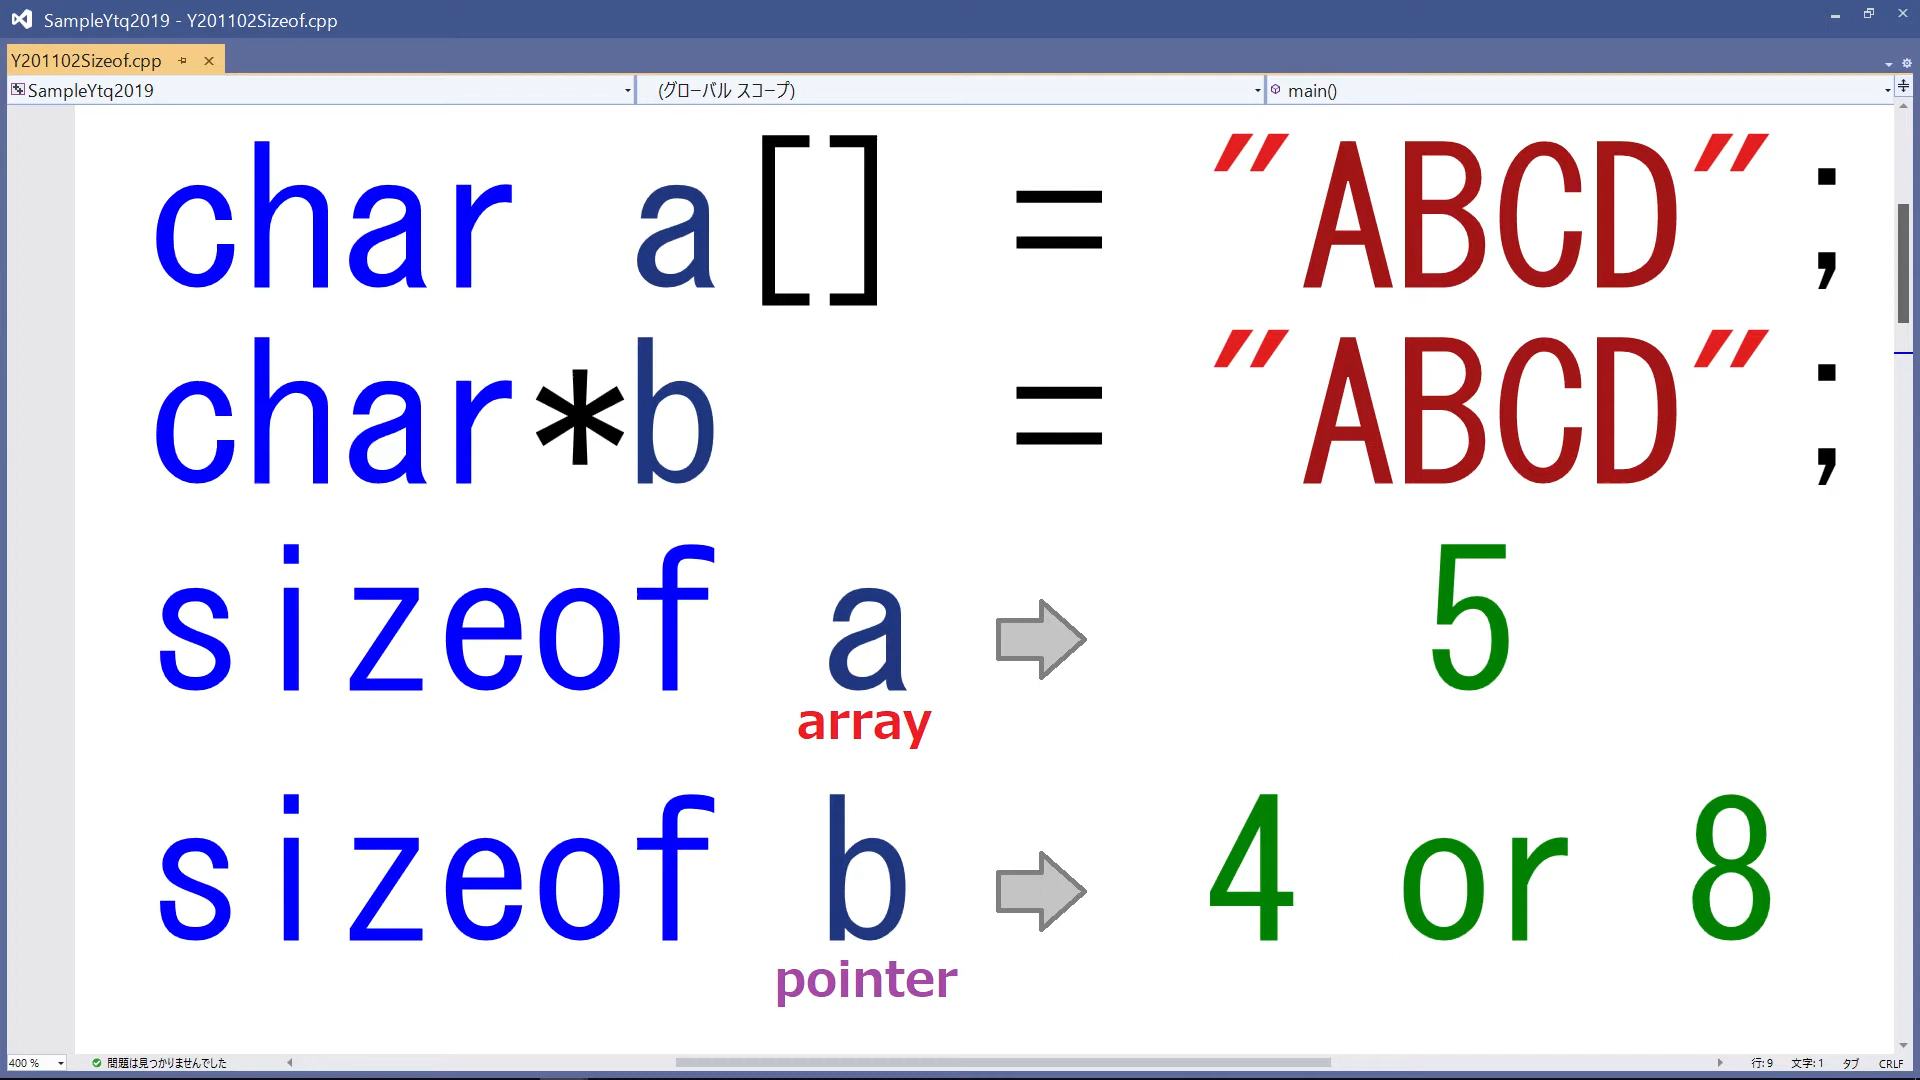 SampleYtq2019 - Y201102Sizeof.cpp
Y201102Sizeof.cpp
SampleYtq2019 (グローバル スコープ) main()
char a[] = "ABCD";
char*b = "ABCD";
sizeof a 5
array
sizeof b 4 or 8
pointer
400 % 問題は見つかりませんでした 行: 9 文字: 1 タブ CRLF